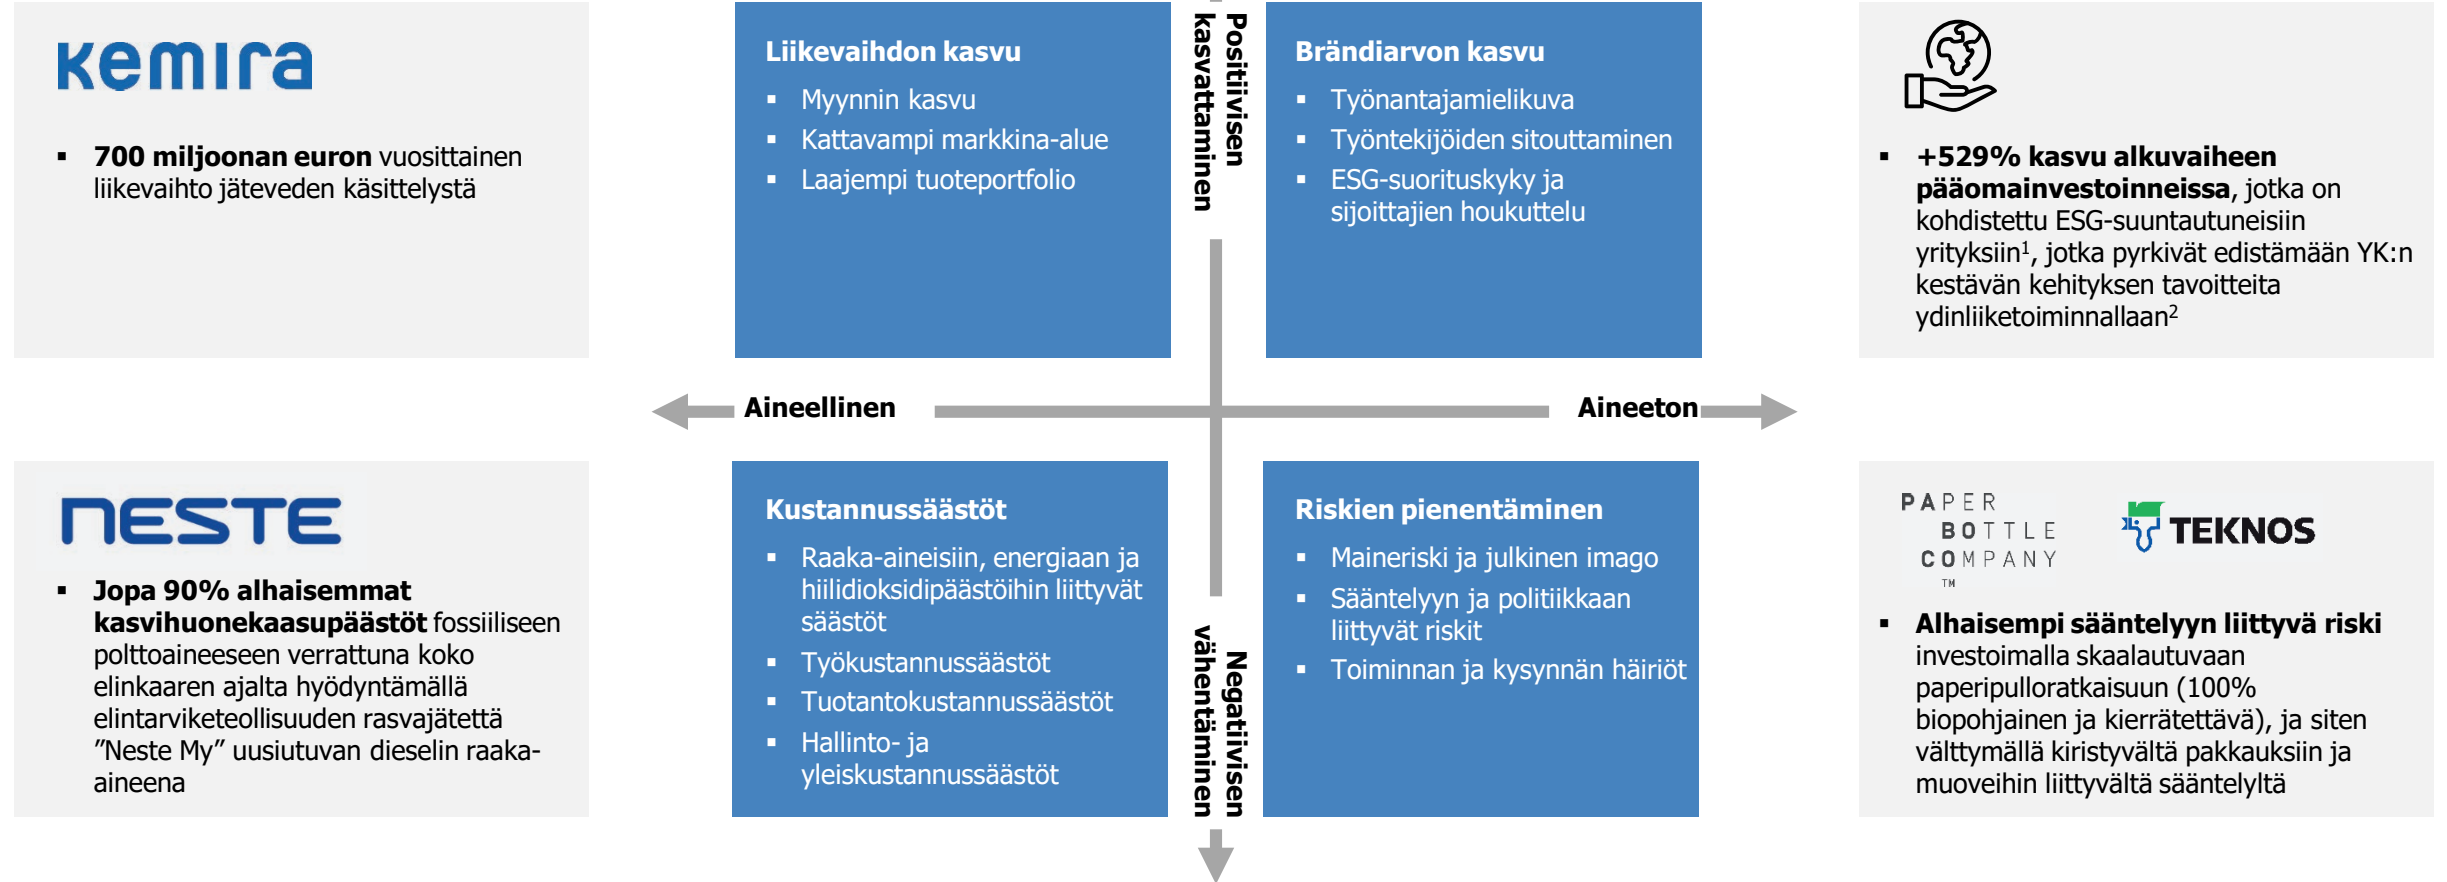 kemira
▪ 700 miljoonan euron vuosittainen
liikevaihto jäteveden käsittelystä
Liikevaihdon kasvu
▪ Myynnin kasvu
▪ Kattavampi markkina-alue
▪ Laajempi tuoteportfolio
Positiivisen
kasvattaminen
Brändiarvon kasvu
▪ Työnantajamielikuva
▪ Työntekijöiden sitouttaminen
▪ ESG-suorituskyky ja
sijoittajien houkuttelu
▪ +529% kasvu alkuvaiheen
pääomainvestoinneissa, jotka on
kohdistettu ESG-suuntautuneisiin
yrityksiin¹, jotka pyrkivät edistämään YK:n
kestävän kehityksen tavoitteita
ydinliiketoiminnallaan²
Aineellinen
Aineeton
NESTE
▪ Jopa 90% alhaisemmat
kasvihuonekaasupäästöt fossiiliseen
polttoaineeseen verrattuna koko
elinkaaren ajalta hyödyntämällä
elintarviketeollisuuden rasvajätettä
”Neste My” uusiutuvan dieselin raaka-
aineena
Kustannussäästöt
▪ Raaka-aineisiin, energiaan ja
hiilidioksidipäästöihin liittyvät
säästöt
▪ Työkustannussäästöt
▪ Tuotantokustannussäästöt
▪ Hallinto- ja
yleiskustannussäästöt
Negatiivisen
vähentäminen
Riskien pienentäminen
▪ Maineriski ja julkinen imago
▪ Sääntelyyn ja politiikkaan
liittyvät riskit
▪ Toiminnan ja kysynnän häiriöt
PAPER
BOTTLE
COMPANY
TM
TEKNOS
▪ Alhaisempi sääntelyyn liittyvä riski
investoimalla skaalautuvaan
paperipulloratkaisuun (100%
biopohjainen ja kierrätettävä), ja siten
välttymällä kiristyvältä pakkauksiin ja
muoveihin liittyvältä sääntelyltä